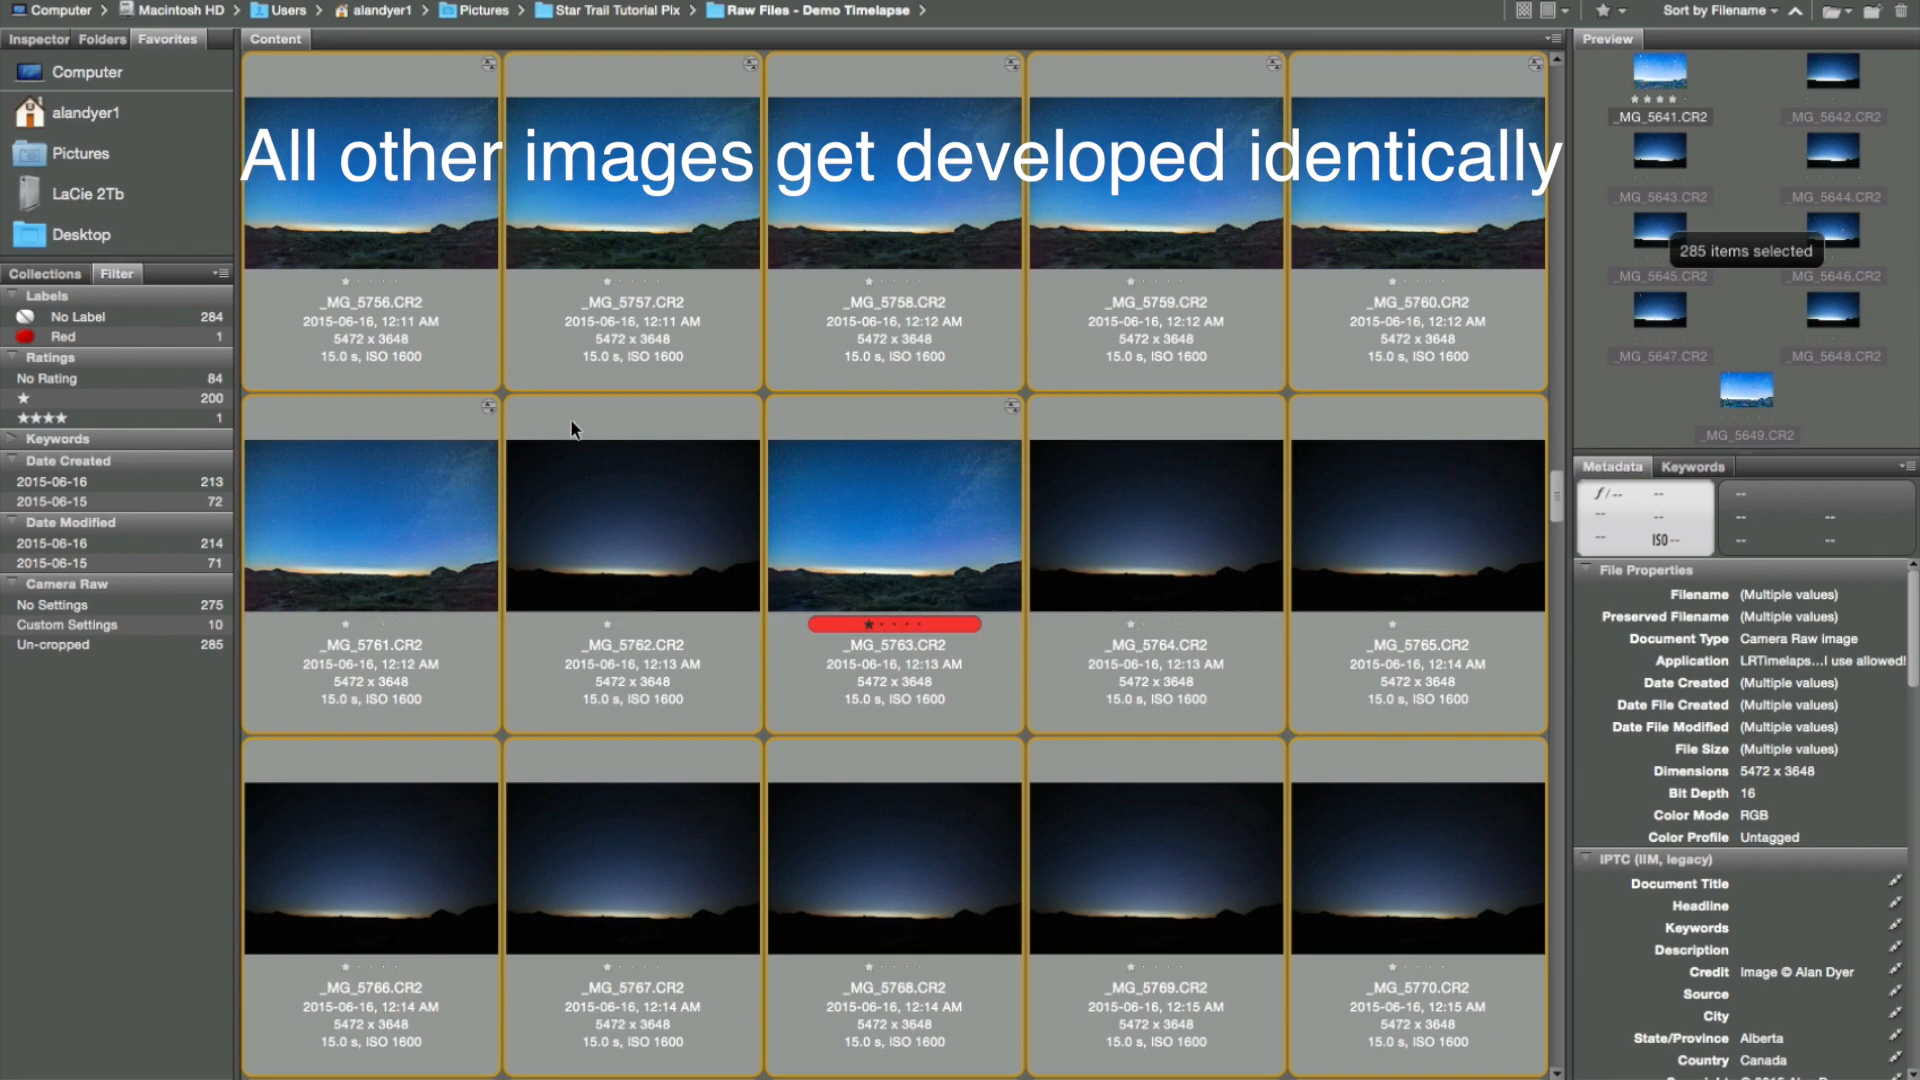 Computer > Macintosh HD > Users > alandyer1 > Pictures > Star Trail Tutorial Pix > Raw Files - Demo Timelapse >
Sort by Filename
Inspector Folders Favorites
Computer
alandyer1
Pictures
LaCie 2Tb
Desktop
Collections Filter
Labels
No Label 284
Red 1
Ratings
No Rating 84
★ 200
★★★★ 1
Keywords
Date Created
2015-06-16 213
2015-06-15 72
Date Modified
2015-06-16 214
2015-06-15 71
Camera Raw
No Settings 275
Custom Settings 10
Un-cropped 285
Content
All other images get developed identically
_MG_5756.CR2
2015-06-16, 12:11 AM
5472 x 3648
15.0 s, ISO 1600
_MG_5757.CR2
2015-06-16, 12:11 AM
5472 x 3648
15.0 s, ISO 1600
_MG_5758.CR2
2015-06-16, 12:12 AM
5472 x 3648
15.0 s, ISO 1600
_MG_5759.CR2
2015-06-16, 12:12 AM
5472 x 3648
15.0 s, ISO 1600
_MG_5760.CR2
2015-06-16, 12:12 AM
5472 x 3648
15.0 s, ISO 1600
_MG_5761.CR2
2015-06-16, 12:12 AM
5472 x 3648
15.0 s, ISO 1600
_MG_5762.CR2
2015-06-16, 12:13 AM
5472 x 3648
15.0 s, ISO 1600
_MG_5763.CR2
2015-06-16, 12:13 AM
5472 x 3648
15.0 s, ISO 1600
_MG_5764.CR2
2015-06-16, 12:13 AM
5472 x 3648
15.0 s, ISO 1600
_MG_5765.CR2
2015-06-16, 12:14 AM
5472 x 3648
15.0 s, ISO 1600
_MG_5766.CR2
2015-06-16, 12:14 AM
5472 x 3648
15.0 s, ISO 1600
_MG_5767.CR2
2015-06-16, 12:14 AM
5472 x 3648
15.0 s, ISO 1600
_MG_5768.CR2
2015-06-16, 12:14 AM
5472 x 3648
15.0 s, ISO 1600
_MG_5769.CR2
2015-06-16, 12:15 AM
5472 x 3648
15.0 s, ISO 1600
_MG_5770.CR2
2015-06-16, 12:15 AM
5472 x 3648
15.0 s, ISO 1600
Preview
_MG_5641.CR2 _MG_5642.CR2
_MG_5643.CR2 _MG_5644.CR2
285 items selected
_MG_5645.CR2 _MG_5646.CR2
_MG_5647.CR2 _MG_5648.CR2
_MG_5649.CR2
Metadata Keywords
ƒ/-- -- --
-- -- -- --
-- ISO-- -- --
File Properties
Filename (Multiple values)
Preserved Filename (Multiple values)
Document Type Camera Raw image
Application LRTimelaps...l use allowed!
Date Created (Multiple values)
Date File Created (Multiple values)
Date File Modified (Multiple values)
File Size (Multiple values)
Dimensions 5472 x 3648
Bit Depth 16
Color Mode RGB
Color Profile Untagged
IPTC (IIM, legacy)
Document Title
Headline
Keywords
Description
Credit Image © Alan Dyer
Source
City
State/Province Alberta
Country Canada